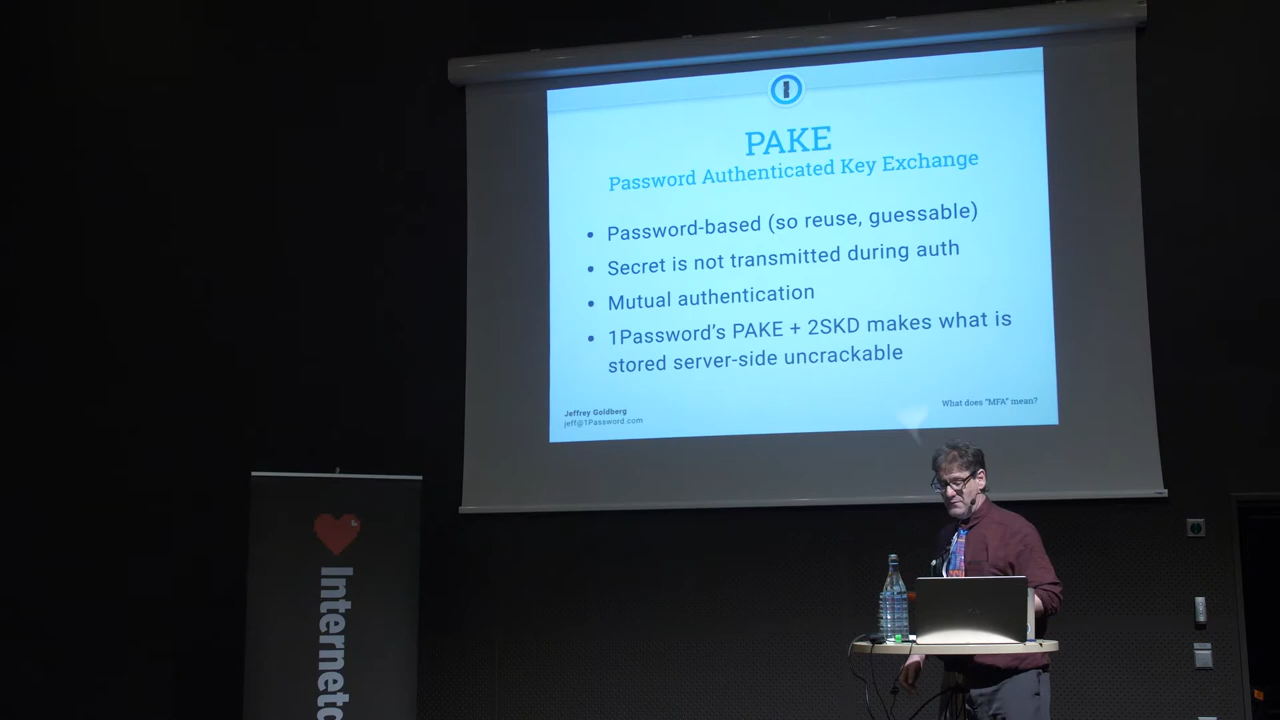 PAKE
Password Authenticated Key Exchange
• Password-based (so reuse, guessable)
• Secret is not transmitted during auth
• Mutual authentication
• 1Password’s PAKE + 2SKD makes what is
stored server-side uncrackable
Jeffrey Goldberg
jeff@1Password.com
What does “MFA” mean?